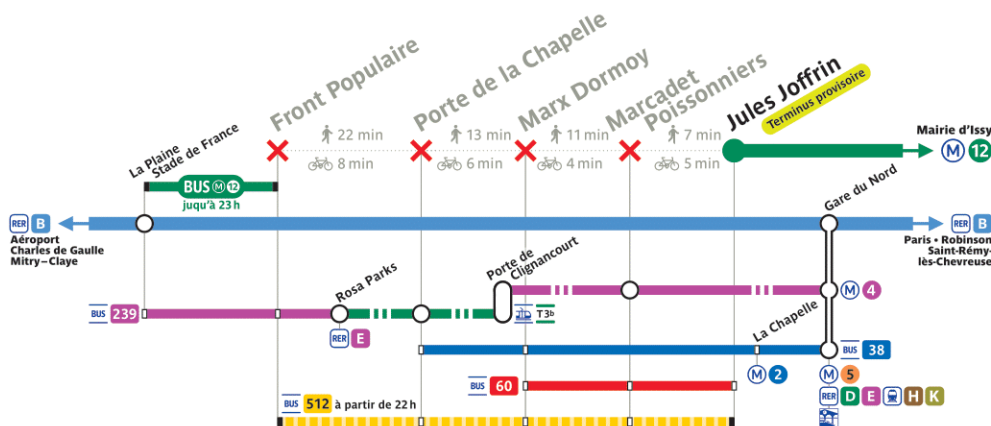 Front Populaire
Porte de la Chapelle
Marx Dormoy
Marcadet
Poissonniers
Jules Joffrin
Terminus provisoire
22 min
8 min
13 min
6 min
11 min
4 min
7 min
5 min
Mairie d'Issy
M 12
La Plaine
Stade de France
BUS M 12
juqu'à 23 h
Gare du Nord
RER B
Aéroport
Charles de Gaulle
Mitry – Claye
RER B
Paris • Robinson
Saint-Rémy-
lès-Chevreuse
Porte de
Clignancourt
Rosa Parks
M 4
BUS 239
T3b
RER E
La Chapelle
BUS 38
M 2
M 5
BUS 60
RER D E H K
BUS 512 à partir de 22 h